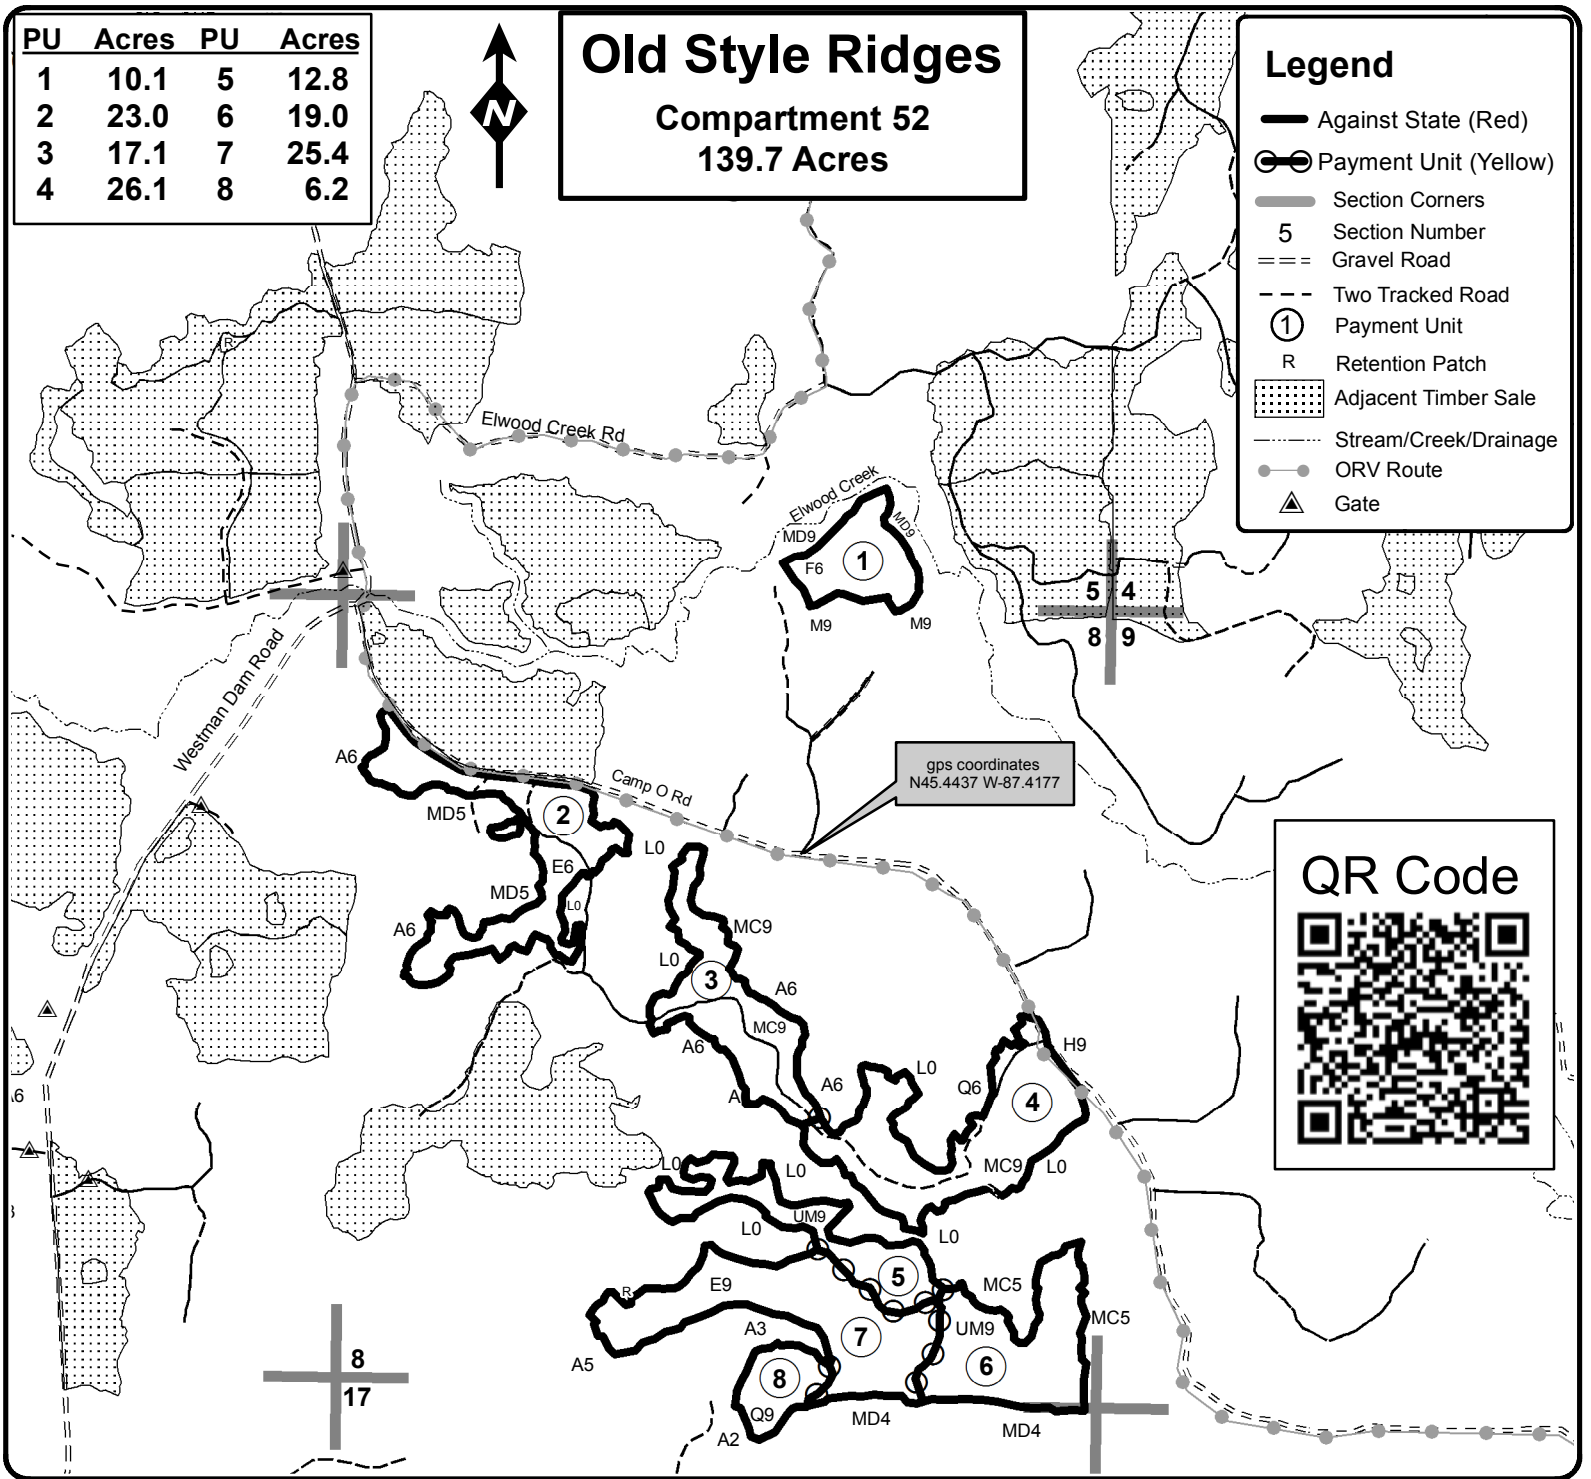 PU Acres PU Acres
1 10.1 5 12.8
2 23.0 6 19.0
3 17.1 7 25.4
4 26.1 8 6.2
N
Old Style Ridges
Compartment 52
139.7 Acres
Legend
Against State (Red)
Payment Unit (Yellow)
Section Corners
5 Section Number
Gravel Road
Two Tracked Road
1 Payment Unit
R Retention Patch
Adjacent Timber Sale
Stream/Creek/Drainage
ORV Route
Gate
R
Elwood Creek Rd
Elwood Creek
MD9
MD9
F6
1
M9
M9
5 4
8 9
Westman Dam Road
A6
MD5
2
Camp O Rd
gps coordinates
N45.4437 W-87.4177
L0
E6
MD5
L0
A6
MC9
L0
3
A6
MC9
A6
A6
L0
Q6
H9
4
MC9
L0
QR Code
L0
L0
UM9
L0
L0
5
MC5
E9
R
MC5
UM9
A3
7
6
A5
8
Q9
A2
MD4
MD4
8
17